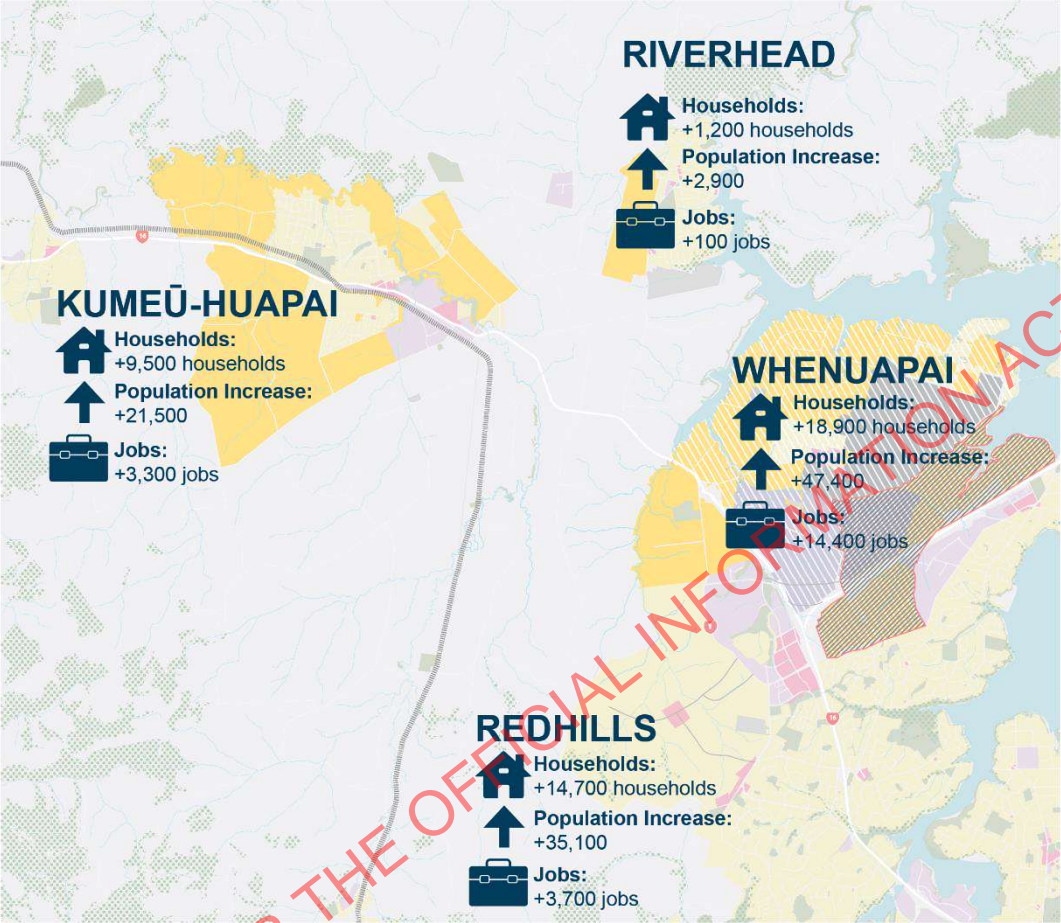 RIVERHEAD
Households:
+1,200 households
Population Increase:
+2,900
Jobs:
+100 jobs
16
KUMEŪ-HUAPAI
Households:
+9,500 households
Population Increase:
+21,500
Jobs:
+3,300 jobs
WHENUAPAI
Households:
+18,900 households
Population Increase:
+47,400
Jobs:
+14,400 jobs
REDHILLS
Households:
+14,700 households
Population Increase:
+35,100
Jobs:
+3,700 jobs
16
THE OFFICIAL INFORMATION ACT